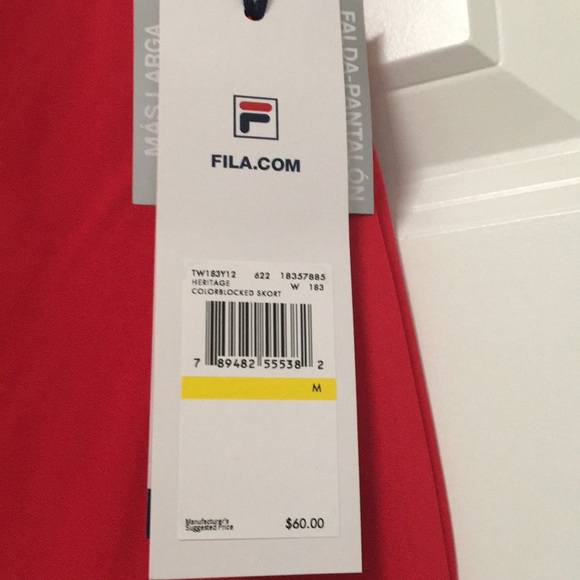 MÁS LARGA
FALDA-PANTALÓN
F
FILA.COM
TW183Y12 622 18357885
HERITAGE W 183
COLORBLOCKED SKORT
7 89482 55538 2
M
Manufacturer's
Suggested Price
$60.00